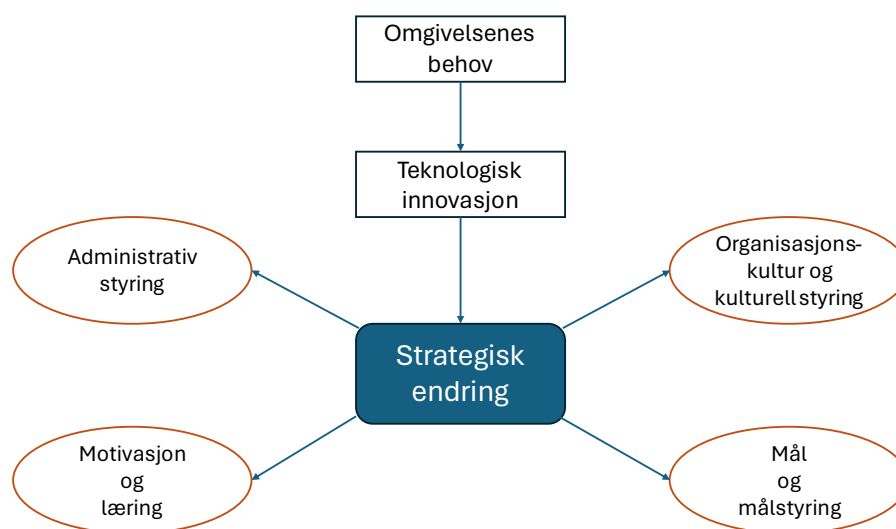 Omgivelsenes
behov
Teknologisk
innovasjon
Administrativ
styring
Organisasjons-
kultur og
kulturell styring
Strategisk
endring
Motivasjon
og
læring
Mål
og
målstyring